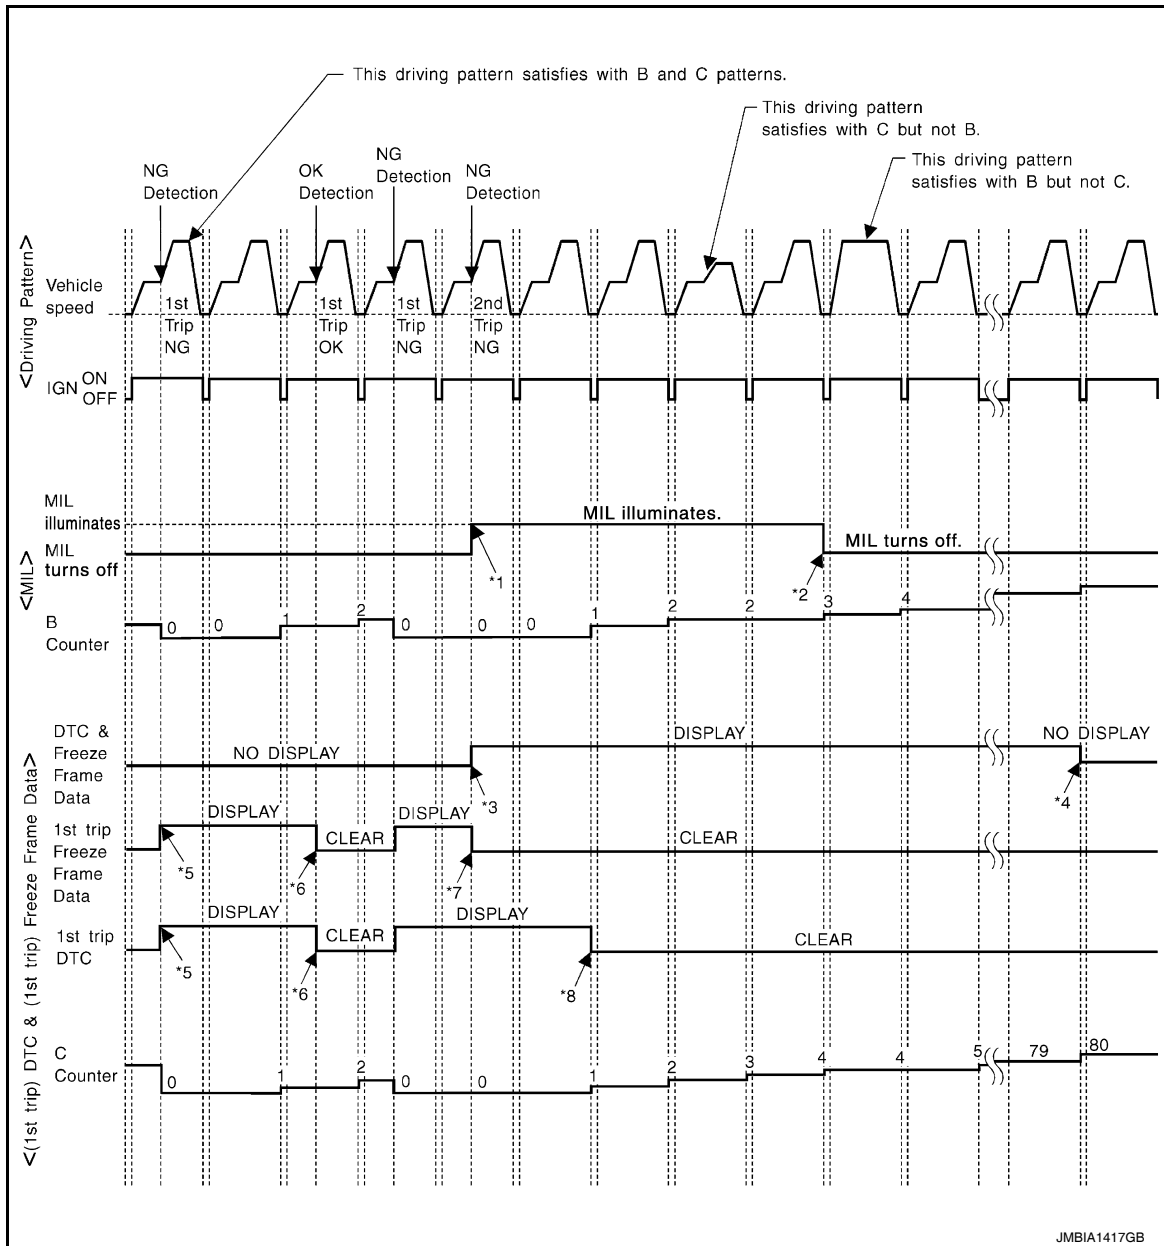 This driving pattern satisfies with B and C patterns.
This driving pattern
satisfies with C but not B.
This driving pattern
satisfies with B but not C.
NG
Detection
OK
Detection
NG
Detection
NG
Detection
<Driving Pattern>
Vehicle
speed
1st
Trip
NG
1st
Trip
OK
1st
Trip
NG
2nd
Trip
NG
IGN ON
OFF
<MIL>
MIL
illuminates
MIL
turns off
MIL illuminates.
MIL turns off.
*1
*2
B
Counter
0 0 1 2 0 0 0 1 2 2 3 4
<(1st trip) DTC & (1st trip) Freeze Frame Data>
DTC &
Freeze
Frame
Data
NO DISPLAY
DISPLAY
NO DISPLAY
*3
*4
1st trip
Freeze
Frame
Data
DISPLAY
CLEAR
DISPLAY
CLEAR
*5
*6
*7
1st trip
DTC
DISPLAY
CLEAR
DISPLAY
CLEAR
*5
*6
*8
C
Counter
0 1 2 0 0 1 2 3 4 4 5 79 80
JMBIA1417GB